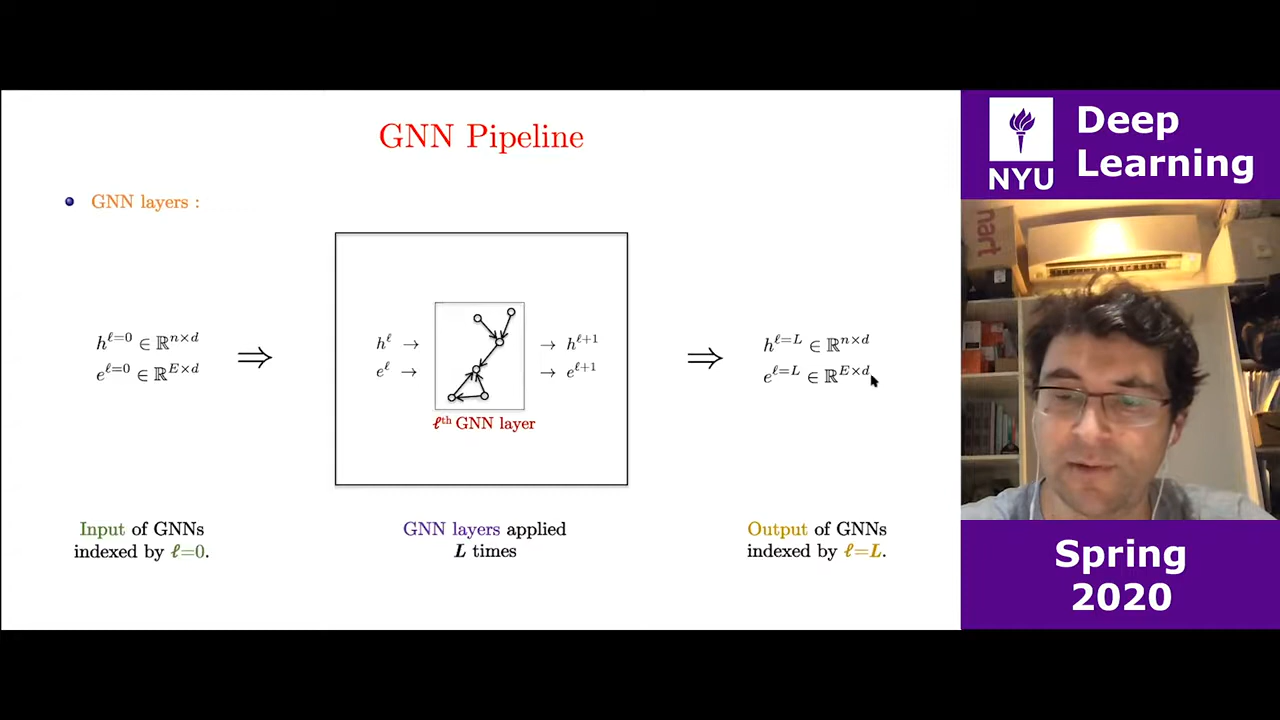 GNN Pipeline
GNN layers :
h^{ℓ=0} ∈ ℝ^{n×d}
e^{ℓ=0} ∈ ℝ^{E×d}
⇒
h^ℓ → → h^{ℓ+1}
e^ℓ → → e^{ℓ+1}
ℓ^{th} GNN layer
⇒
h^{ℓ=L} ∈ ℝ^{n×d}
e^{ℓ=L} ∈ ℝ^{E×d}
Input of GNNs
indexed by ℓ=0.
GNN layers applied
L times
Output of GNNs
indexed by ℓ=L.
NYU
Deep
Learning
nart
Spring
2020